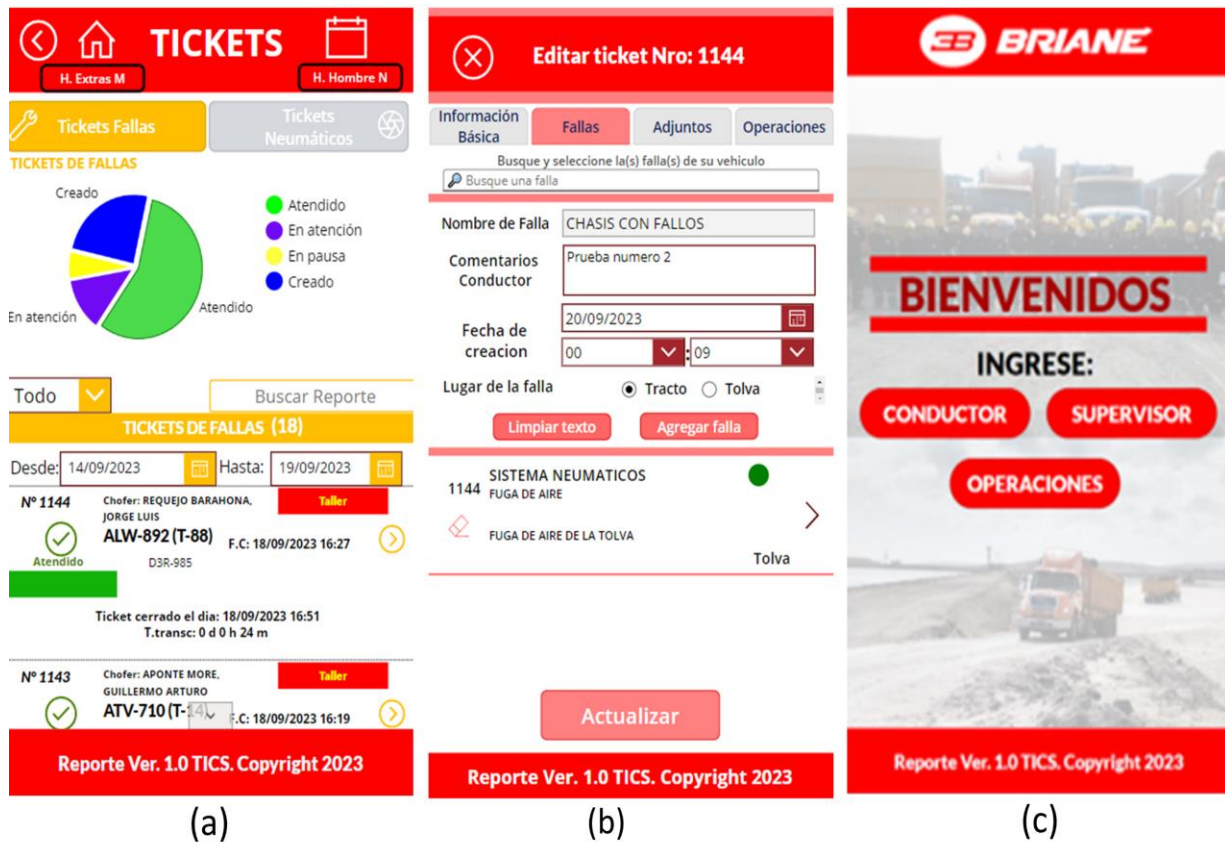 TICKETS
H. Extras M
H. Hombre N
Tickets Fallas
Tickets
Neumáticos
TICKETS DE FALLAS
Creado
En atención
Atendido
Atendido
En atención
En pausa
Creado
Todo
Buscar Reporte
TICKETS DE FALLAS (18)
Desde: 14/09/2023 Hasta: 19/09/2023
Nº 1144
Chofer: REQUEJO BARAHONA,
JORGE LUIS
Taller
ALW-892 (T-88) F.C: 18/09/2023 16:27
Atendido
D3R-985
Ticket cerrado el dia: 18/09/2023 16:51
T.transc: 0 d 0 h 24 m
Nº 1143
Chofer: APONTE MORE,
GUILLERMO ARTURO
Taller
ATV-710 (T-14) F.C: 18/09/2023 16:19
Reporte Ver. 1.0 TICS. Copyright 2023
(a)
Editar ticket Nro: 1144
Información
Básica
Fallas
Adjuntos
Operaciones
Busque y seleccione la(s) falla(s) de su vehiculo
Busque una falla
Nombre de Falla CHASIS CON FALLOS
Comentarios
Conductor
Prueba numero 2
Fecha de
creacion
20/09/2023
00 : 09
Lugar de la falla Tracto Tolva
Limpiar texto Agregar falla
1144
SISTEMA NEUMATICOS
FUGA DE AIRE
FUGA DE AIRE DE LA TOLVA
Tolva
Actualizar
Reporte Ver. 1.0 TICS. Copyright 2023
(b)
3B BRIANE
BIENVENIDOS
INGRESE:
CONDUCTOR SUPERVISOR
OPERACIONES
Reporte Ver. 1.0 TICS. Copyright 2023
(c)